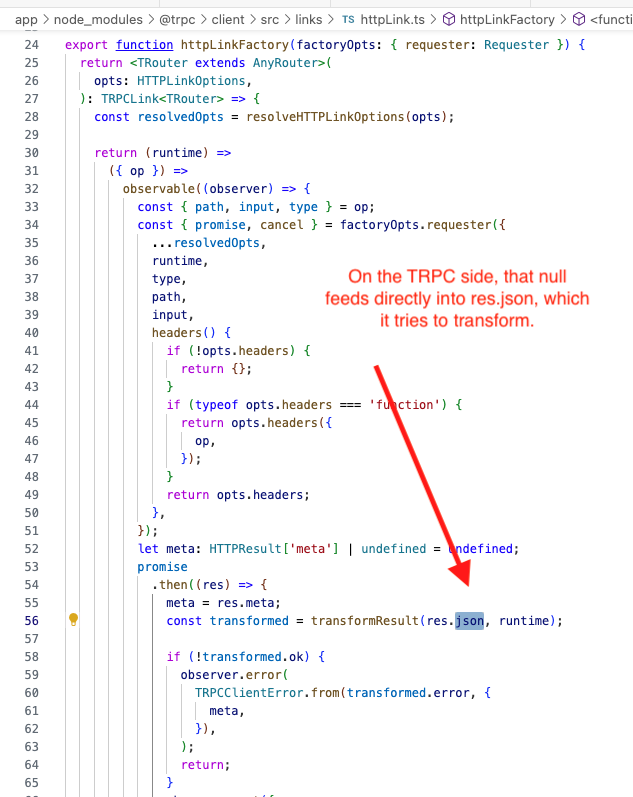 app > node_modules > @trpc > client > src > links > TS httpLink.ts > httpLinkFactory > <functi
24 export function httpLinkFactory(factoryOpts: { requester: Requester }) {
25 return <TRouter extends AnyRouter>(
26 opts: HTTPLinkOptions,
27 ): TRPCLink<TRouter> => {
28 const resolvedOpts = resolveHTTPLinkOptions(opts);
29
30 return (runtime) =>
31 ({ op }) =>
32 observable((observer) => {
33 const { path, input, type } = op;
34 const { promise, cancel } = factoryOpts.requester({
35 ...resolvedOpts,
36 runtime,
37 type,
38 path,
39 input,
40 headers() {
41 if (!opts.headers) {
42 return {};
43 }
44 if (typeof opts.headers === 'function') {
45 return opts.headers({
46 op,
47 });
48 }
49 return opts.headers;
50 },
51 });
52 let meta: HTTPResult['meta'] | undefined = undefined;
53 promise
54 .then((res) => {
55 meta = res.meta;
56 const transformed = transformResult(res.json, runtime);
57
58 if (!transformed.ok) {
59 observer.error(
60 TRPCClientError.from(transformed.error, {
61 meta,
62 }),
63 );
64 return;
65 }
On the TRPC side, that null
feeds directly into res.json, which
it tries to transform.